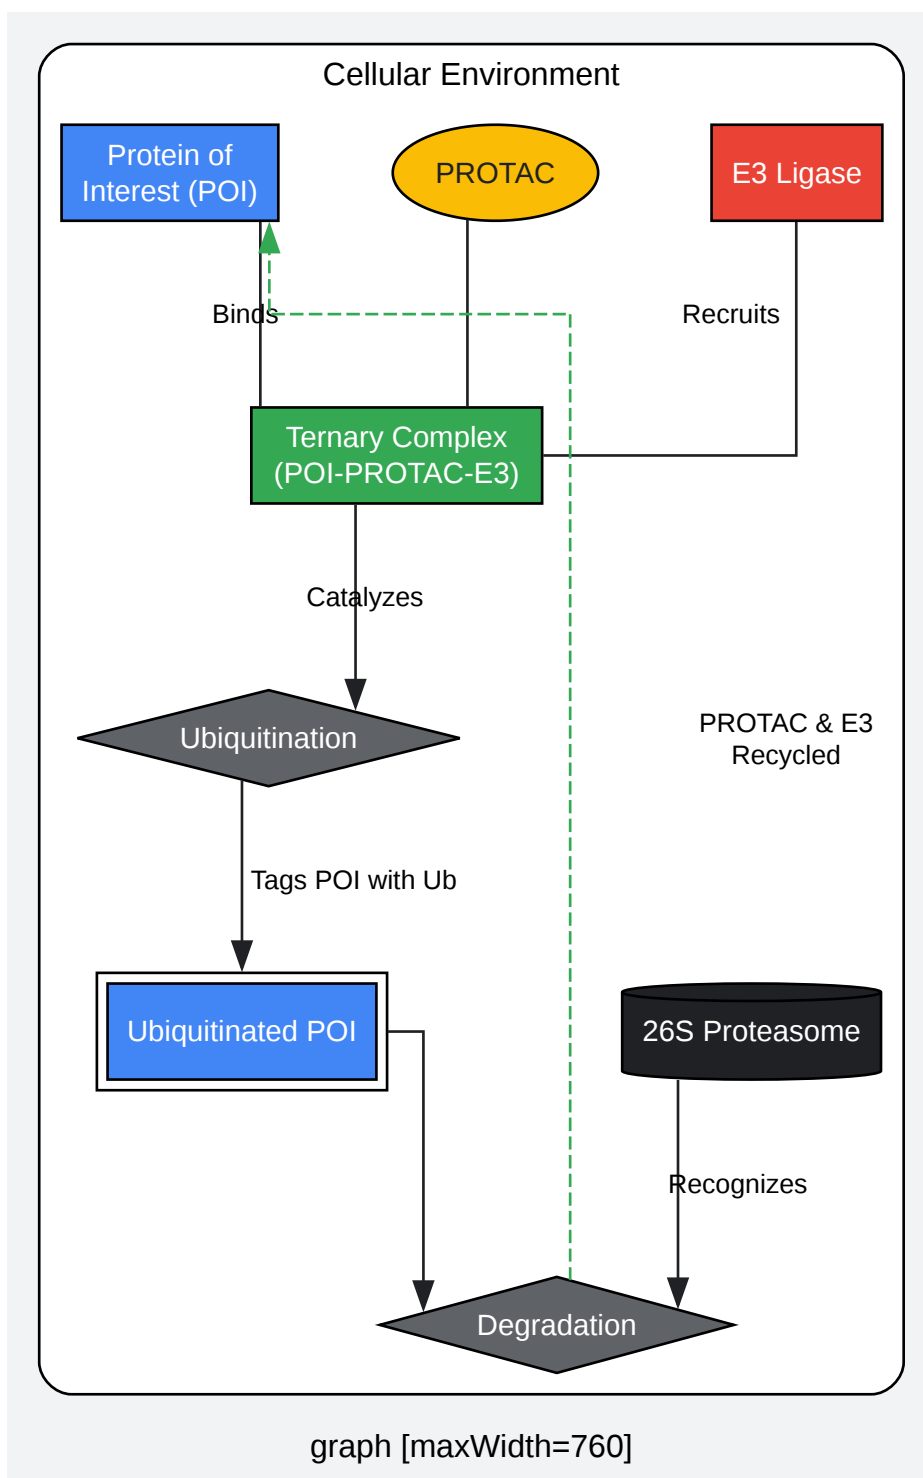 Cellular Environment
Protein of
Interest (POI)
PROTAC
E3 Ligase
Binds
Recruits
Ternary Complex
(POI-PROTAC-E3)
Catalyzes
Ubiquitination
PROTAC & E3
Recycled
Tags POI with Ub
Ubiquitinated POI
26S Proteasome
Recognizes
Degradation
graph [maxWidth=760]